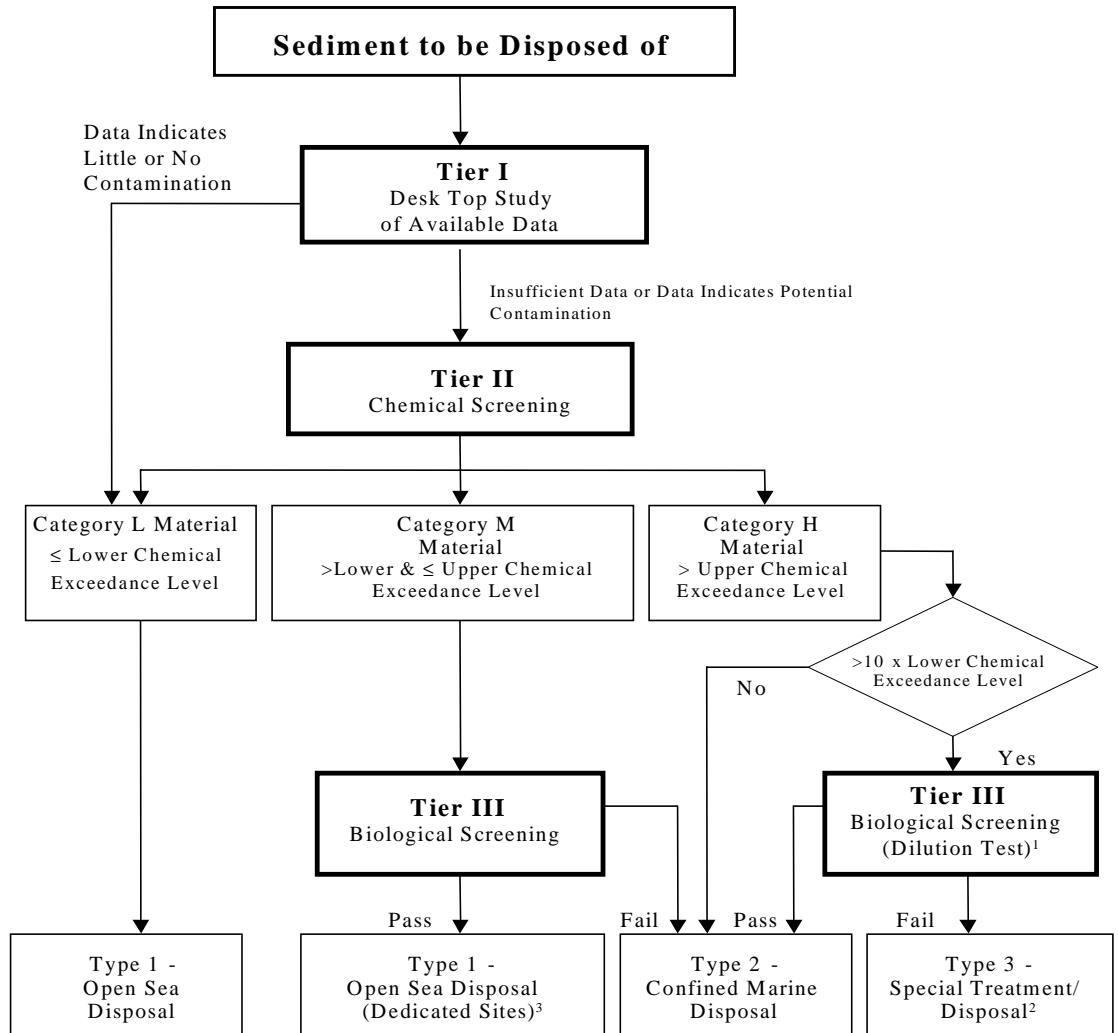 Sediment to be Disposed of
Data Indicates
Little or No
Contamination
Tier I
Desk Top Study
of Available Data
Insufficient Data or Data Indicates Potential
Contamination
Tier II
Chemical Screening
Category L Material
≤ Lower Chemical
Exceedance Level
Category M
Material
>Lower & ≤ Upper Chemical
Exceedance Level
Category H
Material
> Upper Chemical
Exceedance Level
>10 x Lower Chemical
Exceedance Level
No
Yes
Tier III
Biological Screening
Tier III
Biological Screening
(Dilution Test)¹
Pass
Fail
Pass
Fail
Type 1 -
Open Sea
Disposal
Type 1 -
Open Sea Disposal
(Dedicated Sites)³
Type 2 -
Confined Marine
Disposal
Type 3 -
Special Treatment/
Disposal²